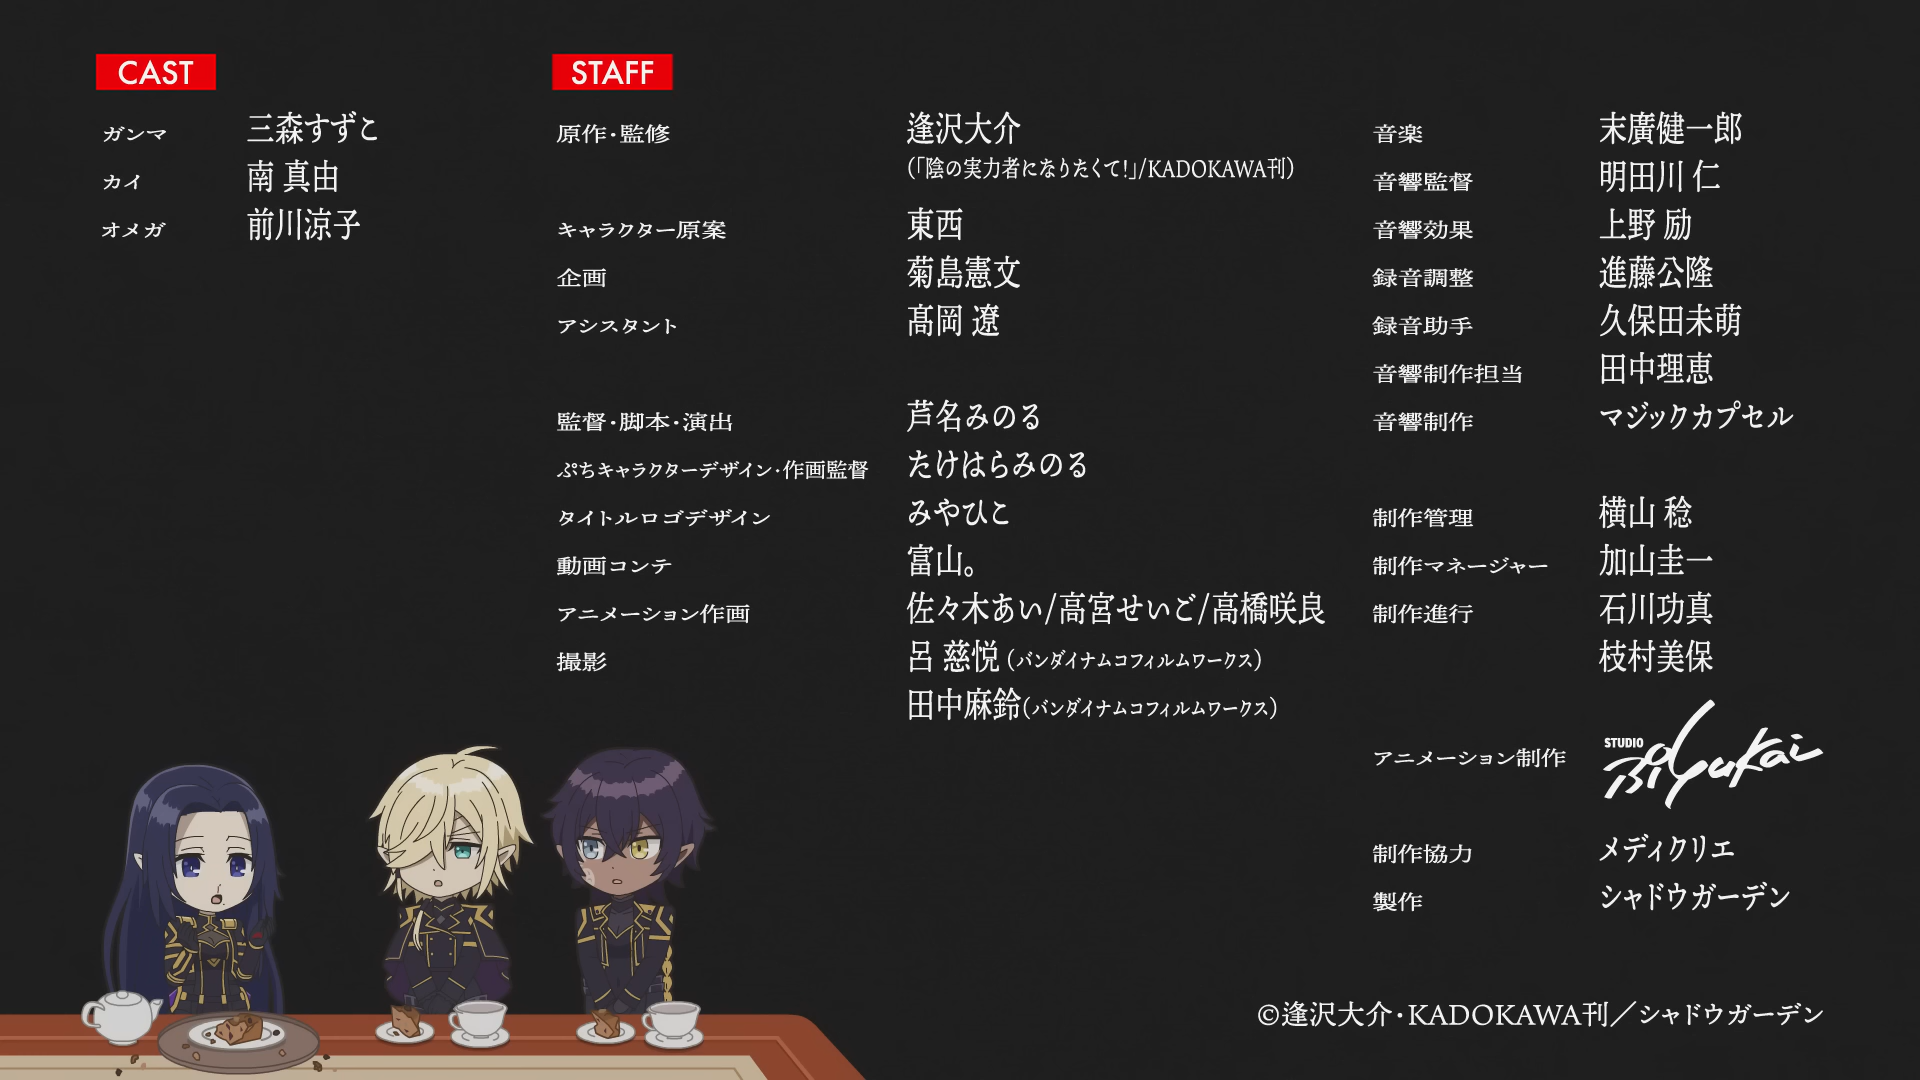 CAST
ガンマ 三森すずこ
カイ 南 真由
オメガ 前川涼子
STAFF
原作・監修 逢沢大介
(「陰の実力者になりたくて!」/KADOKAWA刊)
キャラクター原案 東西
企画 菊島憲文
アシスタント 髙岡 遼
監督・脚本・演出 芦名みのる
ぷちキャラクターデザイン・作画監督 たけはらみのる
タイトルロゴデザイン みやひこ
動画コンテ 富山。
アニメーション作画 佐々木あい/高宮せいご/高橋咲良
撮影 呂 慈悦(バンダイナムコフィルムワークス)
田中麻鈴(バンダイナムコフィルムワークス)
音楽 末廣健一郎
音響監督 明田川 仁
音響効果 上野 励
録音調整 進藤公隆
録音助手 久保田未萌
音響制作担当 田中理恵
音響制作 マジックカプセル
制作管理 横山 稔
制作マネージャー 加山圭一
制作進行 石川功真
枝村美保
アニメーション制作 STUDIO ぷYUKAI
制作協力 メディクリエ
製作 シャドウガーデン
©逢沢大介・KADOKAWA刊/シャドウガーデン